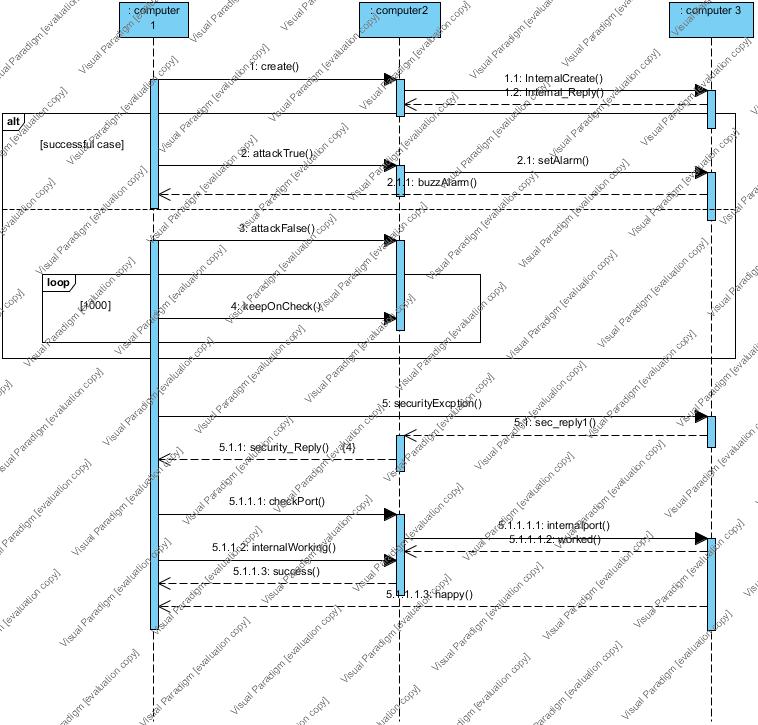 : computer 1
: computer2
: computer 3
1: create()
1.1: InternalCreate()
1.2: Internal_Reply()
alt
[successful case]
2: attackTrue()
2.1: setAlarm()
2.1.1: buzzAlarm()
3: attackFalse()
loop
[1000]
4: keepOnCheck()
5: securityExcption()
5.1: sec_reply1()
5.1.1: security_Reply() {4}
5.1.1.1: checkPort()
5.1.1.1.1: internalport()
5.1.1.1.2: worked()
5.1.1.2: internalWorking()
5.1.1.3: success()
5.1.1.1.3: happy()
Visual Paradigm [evaluation copy]